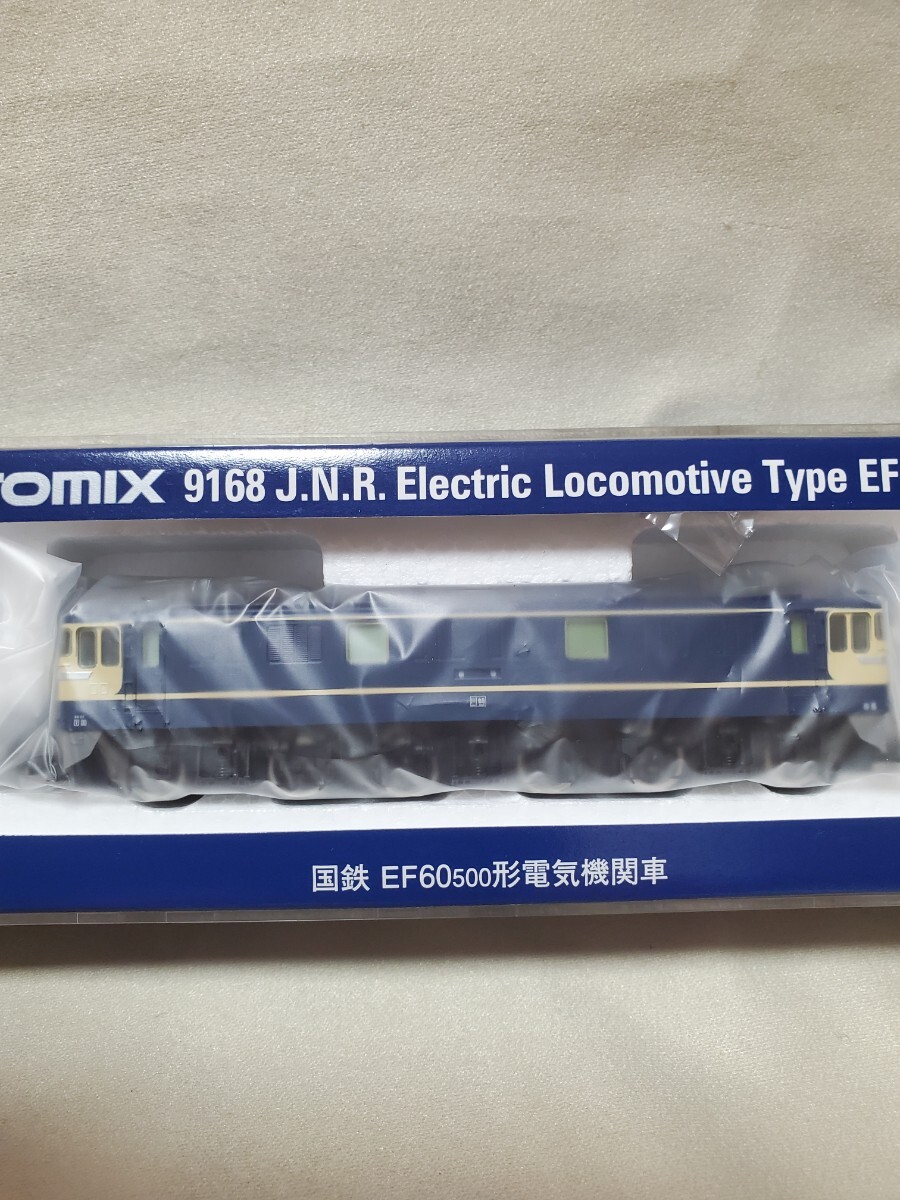 TOMIX 9168 J.N.R. Electric Locomotive Type EF
国鉄 EF60500形電気機関車